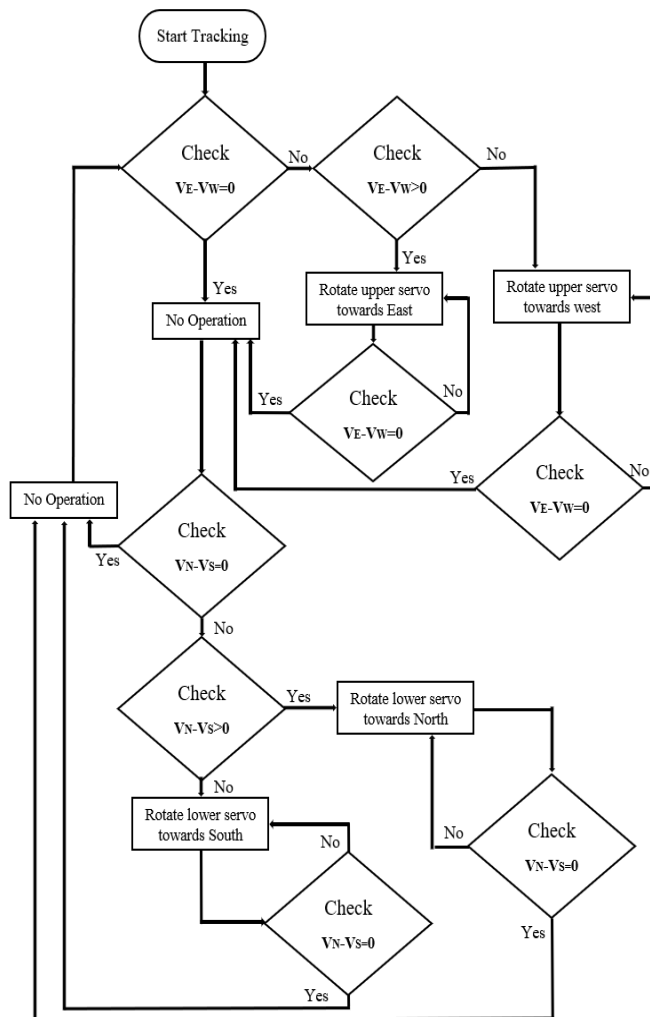 Start Tracking
Check
VE-VW=0
No
Check
VE-VW>0
No
Yes
Yes
Rotate upper servo
towards East
Rotate upper servo
towards west
No Operation
Check
VE-VW=0
Yes
No
Check
VE-VW=0
Yes
No
No Operation
Check
VN-VS=0
Yes
No
Check
VN-VS>0
Yes
Rotate lower servo
towards North
No
Rotate lower servo
towards South
No
Check
VN-VS=0
No
Check
VN-VS=0
Yes
Yes